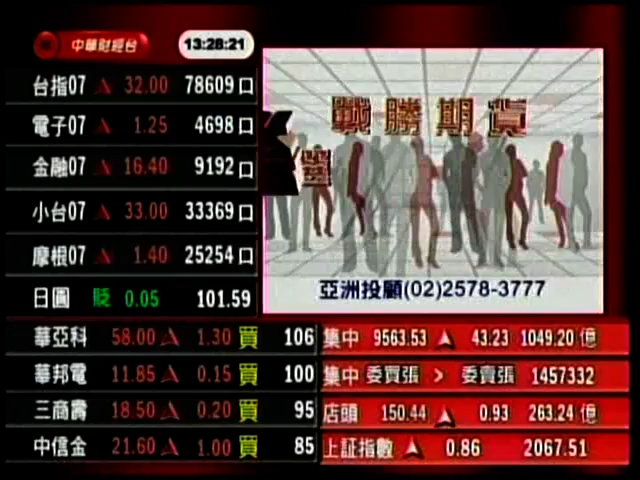 中華財經台 13:28:21
台指07 32.00 78609口
電子07 1.25 4698口
金融07 16.40 9192口
小台07 33.00 33369口
摩根07 1.40 25254口
日圓 貶 0.05 101.59
戰勝期貨
亞洲投顧(02)2578-3777
華亞科 58.00 1.30 買 106
華邦電 11.85 0.15 買 100
三商壽 18.50 0.20 買 95
中信金 21.60 1.00 買 85
集中 9563.53 43.23 1049.20億
集中 委買張 > 委賣張 1457332
店頭 150.44 0.93 263.24億
上証指數 0.86 2067.51